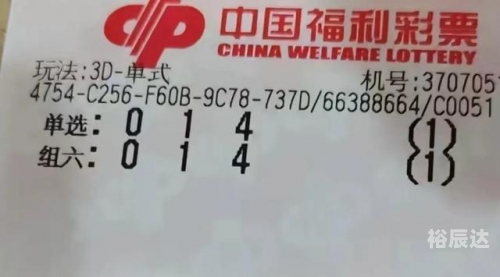 中国福利彩票
CHINA WELFARE LOTTERY
玩法:3D-单式 机号:3707051
4754-C256-F60B-9C78-737D/66388664/C0051
单选: 0 1 4 (1)
组六: 0 1 4 (1)
裕辰达